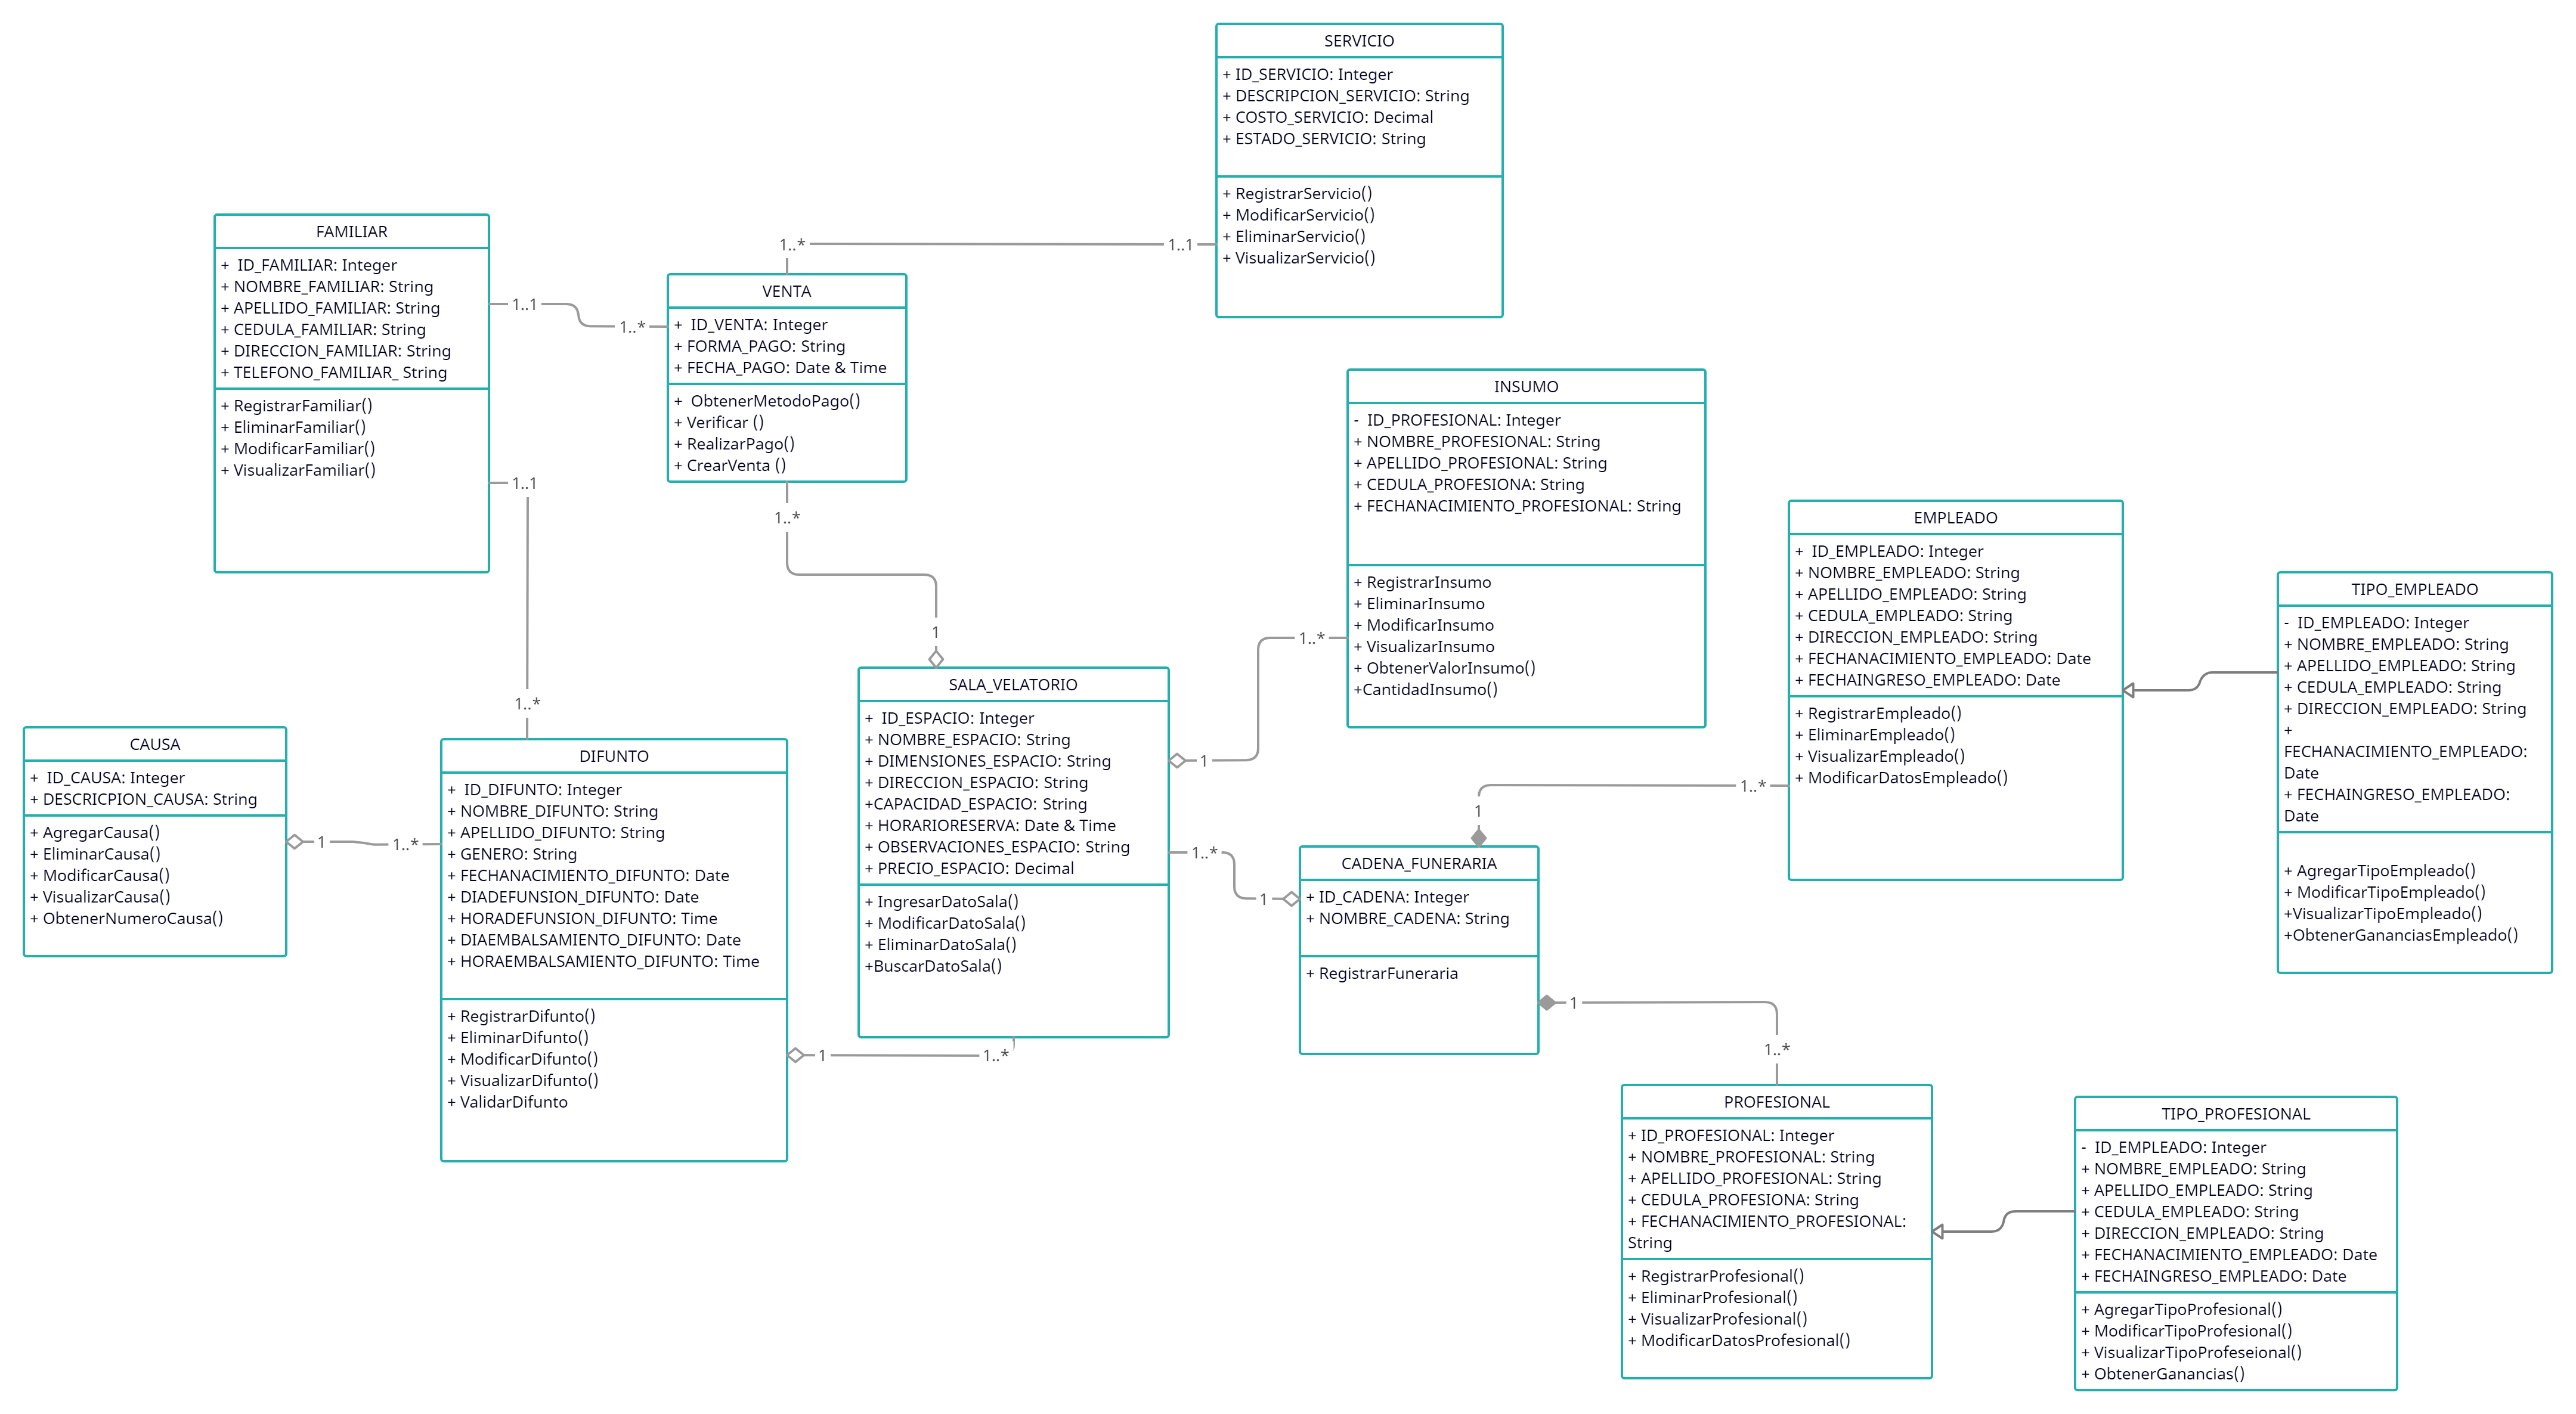 SERVICIO
+ ID_SERVICIO: Integer
+ DESCRIPCION_SERVICIO: String
+ COSTO_SERVICIO: Decimal
+ ESTADO_SERVICIO: String
+ RegistrarServicio()
+ ModificarServicio()
+ EliminarServicio()
+ VisualizarServicio()
1..*
1..1
FAMILIAR
+  ID_FAMILIAR: Integer
+ NOMBRE_FAMILIAR: String
+ APELLIDO_FAMILIAR: String
+ CEDULA_FAMILIAR: String
+ DIRECCION_FAMILIAR: String
+ TELEFONO_FAMILIAR_ String
+ RegistrarFamiliar()
+ EliminarFamiliar()
+ ModificarFamiliar()
+ VisualizarFamiliar()
1..1
1..*
1..1
1..*
VENTA
+  ID_VENTA: Integer
+ FORMA_PAGO: String
+ FECHA_PAGO: Date & Time
+  ObtenerMetodoPago()
+ Verificar ()
+ RealizarPago()
+ CrearVenta ()
1..*
1
INSUMO
-  ID_PROFESIONAL: Integer
+ NOMBRE_PROFESIONAL: String
+ APELLIDO_PROFESIONAL: String
+ CEDULA_PROFESIONA: String
+ FECHANACIMIENTO_PROFESIONAL: String
+ RegistrarInsumo
+ EliminarInsumo
+ ModificarInsumo
+ VisualizarInsumo
+ ObtenerValorInsumo()
+CantidadInsumo()
1..*
1
EMPLEADO
+  ID_EMPLEADO: Integer
+ NOMBRE_EMPLEADO: String
+ APELLIDO_EMPLEADO: String
+ CEDULA_EMPLEADO: String
+ DIRECCION_EMPLEADO: String
+ FECHANACIMIENTO_EMPLEADO: Date
+ FECHAINGRESO_EMPLEADO: Date
+ RegistrarEmpleado()
+ EliminarEmpleado()
+ VisualizarEmpleado()
+ ModificarDatosEmpleado()
1..*
1
TIPO_EMPLEADO
-  ID_EMPLEADO: Integer
+ NOMBRE_EMPLEADO: String
+ APELLIDO_EMPLEADO: String
+ CEDULA_EMPLEADO: String
+ DIRECCION_EMPLEADO: String
+
FECHANACIMIENTO_EMPLEADO:
Date
+ FECHAINGRESO_EMPLEADO:
Date
+ AgregarTipoEmpleado()
+ ModificarTipoEmpleado()
+VisualizarTipoEmpleado()
+ObtenerGananciasEmpleado()
CAUSA
+  ID_CAUSA: Integer
+ DESCRICPION_CAUSA: String
+ AgregarCausa()
+ EliminarCausa()
+ ModificarCausa()
+ VisualizarCausa()
+ ObtenerNumeroCausa()
1
1..*
DIFUNTO
+  ID_DIFUNTO: Integer
+ NOMBRE_DIFUNTO: String
+ APELLIDO_DIFUNTO: String
+ GENERO: String
+ FECHANACIMIENTO_DIFUNTO: Date
+ DIADEFUNSION_DIFUNTO: Date
+ HORADEFUNSION_DIFUNTO: Time
+ DIAEMBALSAMIENTO_DIFUNTO: Date
+ HORAEMBALSAMIENTO_DIFUNTO: Time
+ RegistrarDifunto()
+ EliminarDifunto()
+ ModificarDifunto()
+ VisualizarDifunto()
+ ValidarDifunto
1
1..*
SALA_VELATORIO
+  ID_ESPACIO: Integer
+ NOMBRE_ESPACIO: String
+ DIMENSIONES_ESPACIO: String
+ DIRECCION_ESPACIO: String
+CAPACIDAD_ESPACIO: String
+ HORARIORESERVA: Date & Time
+ OBSERVACIONES_ESPACIO: String
+ PRECIO_ESPACIO: Decimal
+ IngresarDatoSala()
+ ModificarDatoSala()
+ EliminarDatoSala()
+BuscarDatoSala()
1..*
1
CADENA_FUNERARIA
+ ID_CADENA: Integer
+ NOMBRE_CADENA: String
+ RegistrarFuneraria
1
1..*
PROFESIONAL
+ ID_PROFESIONAL: Integer
+ NOMBRE_PROFESIONAL: String
+ APELLIDO_PROFESIONAL: String
+ CEDULA_PROFESIONA: String
+ FECHANACIMIENTO_PROFESIONAL:
String
+ RegistrarProfesional()
+ EliminarProfesional()
+ VisualizarProfesional()
+ ModificarDatosProfesional()
TIPO_PROFESIONAL
-  ID_EMPLEADO: Integer
+ NOMBRE_EMPLEADO: String
+ APELLIDO_EMPLEADO: String
+ CEDULA_EMPLEADO: String
+ DIRECCION_EMPLEADO: String
+ FECHANACIMIENTO_EMPLEADO: Date
+ FECHAINGRESO_EMPLEADO: Date
+ AgregarTipoProfesional()
+ ModificarTipoProfesional()
+ VisualizarTipoProfeseional()
+ ObtenerGanancias()